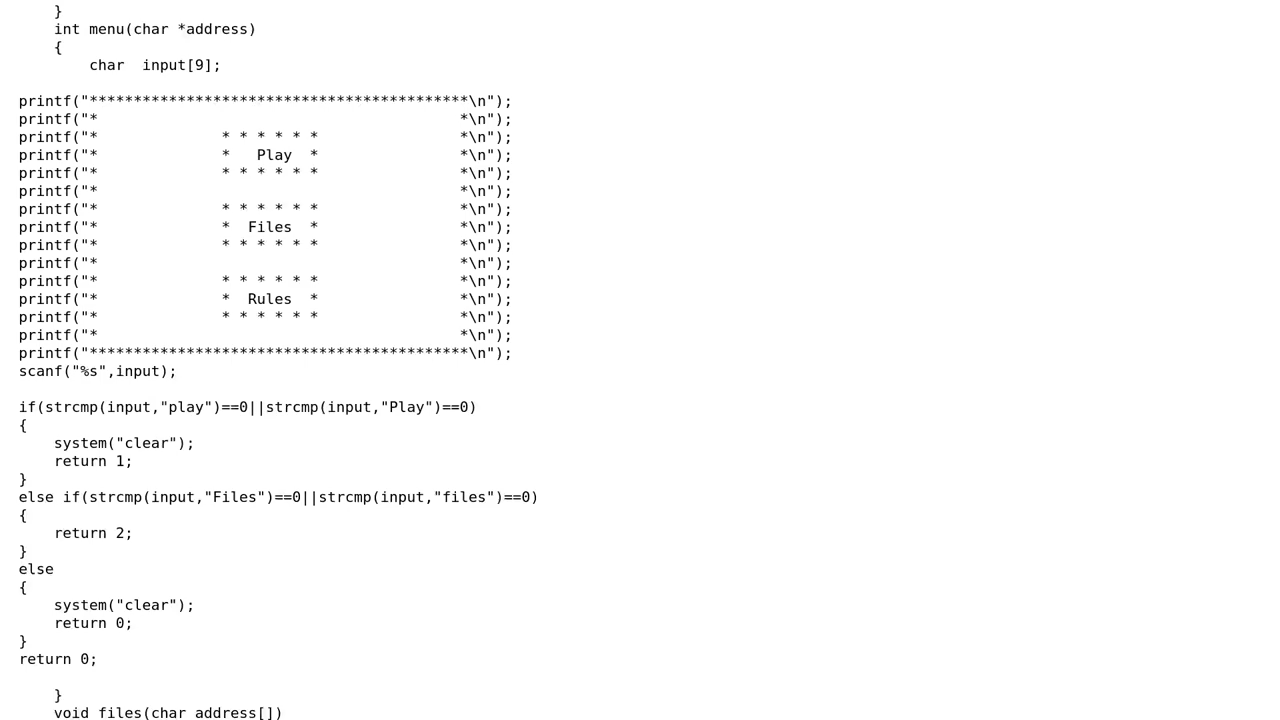 }
    int menu(char *address)
    {
        char  input[9];

printf("*******************************************\n");
printf("*                                         *\n");
printf("*              * * * * * *                *\n");
printf("*              *   Play  *                *\n");
printf("*              * * * * * *                *\n");
printf("*                                         *\n");
printf("*              * * * * * *                *\n");
printf("*              *  Files  *                *\n");
printf("*              * * * * * *                *\n");
printf("*                                         *\n");
printf("*              * * * * * *                *\n");
printf("*              *  Rules  *                *\n");
printf("*              * * * * * *                *\n");
printf("*                                         *\n");
printf("*******************************************\n");
scanf("%s",input);

if(strcmp(input,"play")==0||strcmp(input,"Play")==0)
{
    system("clear");
    return 1;
}
else if(strcmp(input,"Files")==0||strcmp(input,"files")==0)
{
    return 2;
}
else
{
    system("clear");
    return 0;
}
return 0;

    }
    void files(char address[])